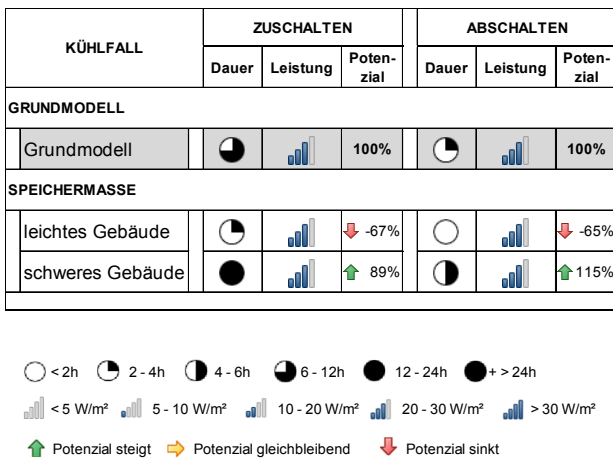 KÜHLFALL ZUSCHALTEN ABSCHALTEN
Dauer Leistung Poten-zial Dauer Leistung Poten-zial
GRUNDMODELL
Grundmodell 100% 100%
SPEICHERMASSE
leichtes Gebäude -67% -65%
schweres Gebäude 89% 115%
< 2h 2 - 4h 4 - 6h 6 - 12h 12 - 24h + > 24h
< 5 W/m² 5 - 10 W/m² 10 - 20 W/m² 20 - 30 W/m² > 30 W/m²
Potenzial steigt Potenzial gleichbleibend Potenzial sinkt